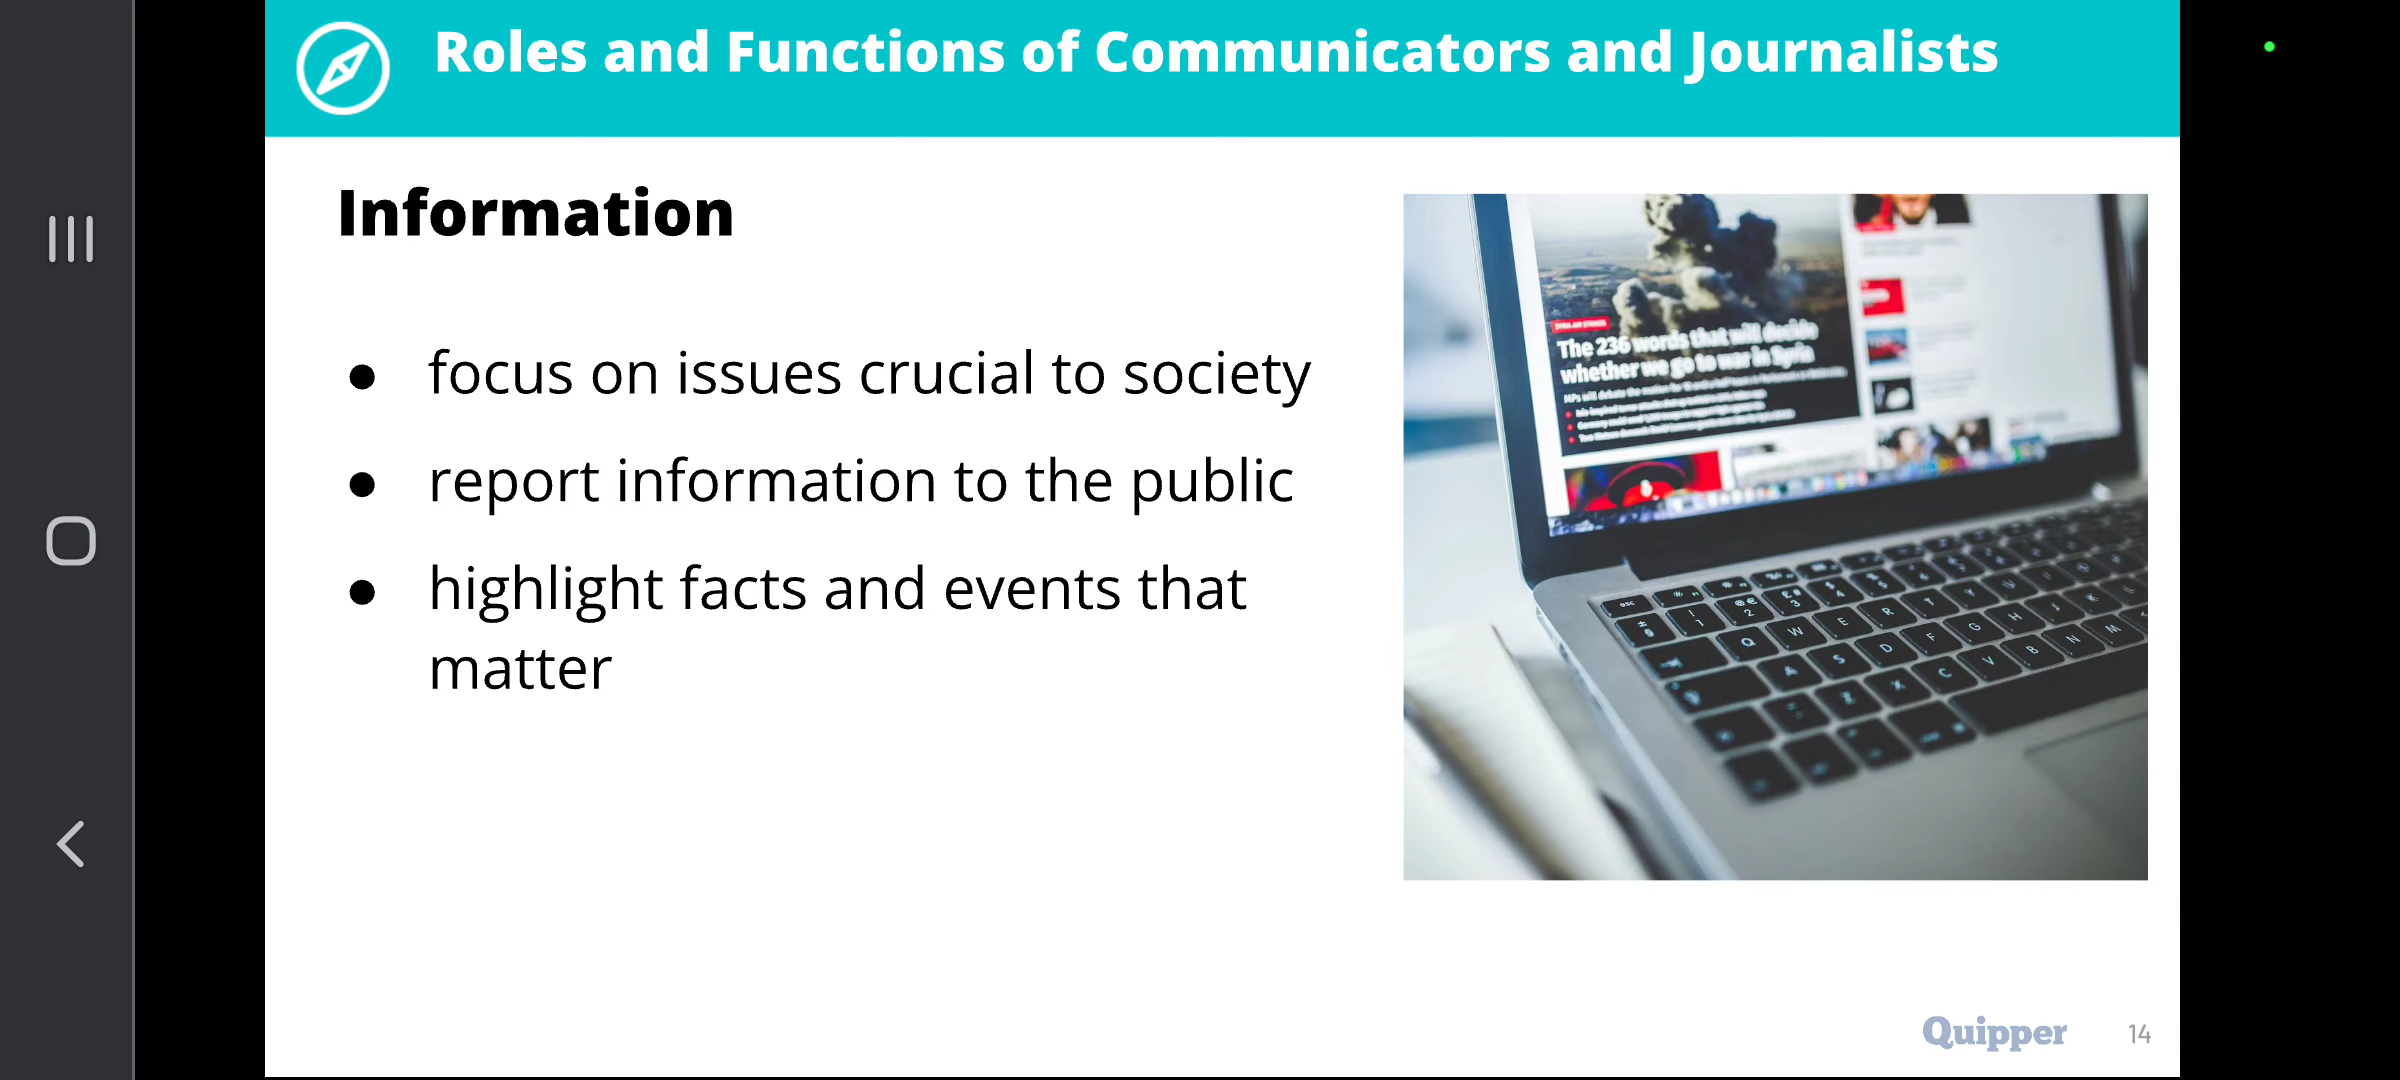 Roles and Functions of Communicators and Journalists
Information
● focus on issues crucial to society
● report information to the public
● highlight facts and events that
matter
The 236 words that will decide
whether we go to war in Syria
esc
Q W E R T Y
A S D F G H J K
Z X C V B N M
Quipper
14